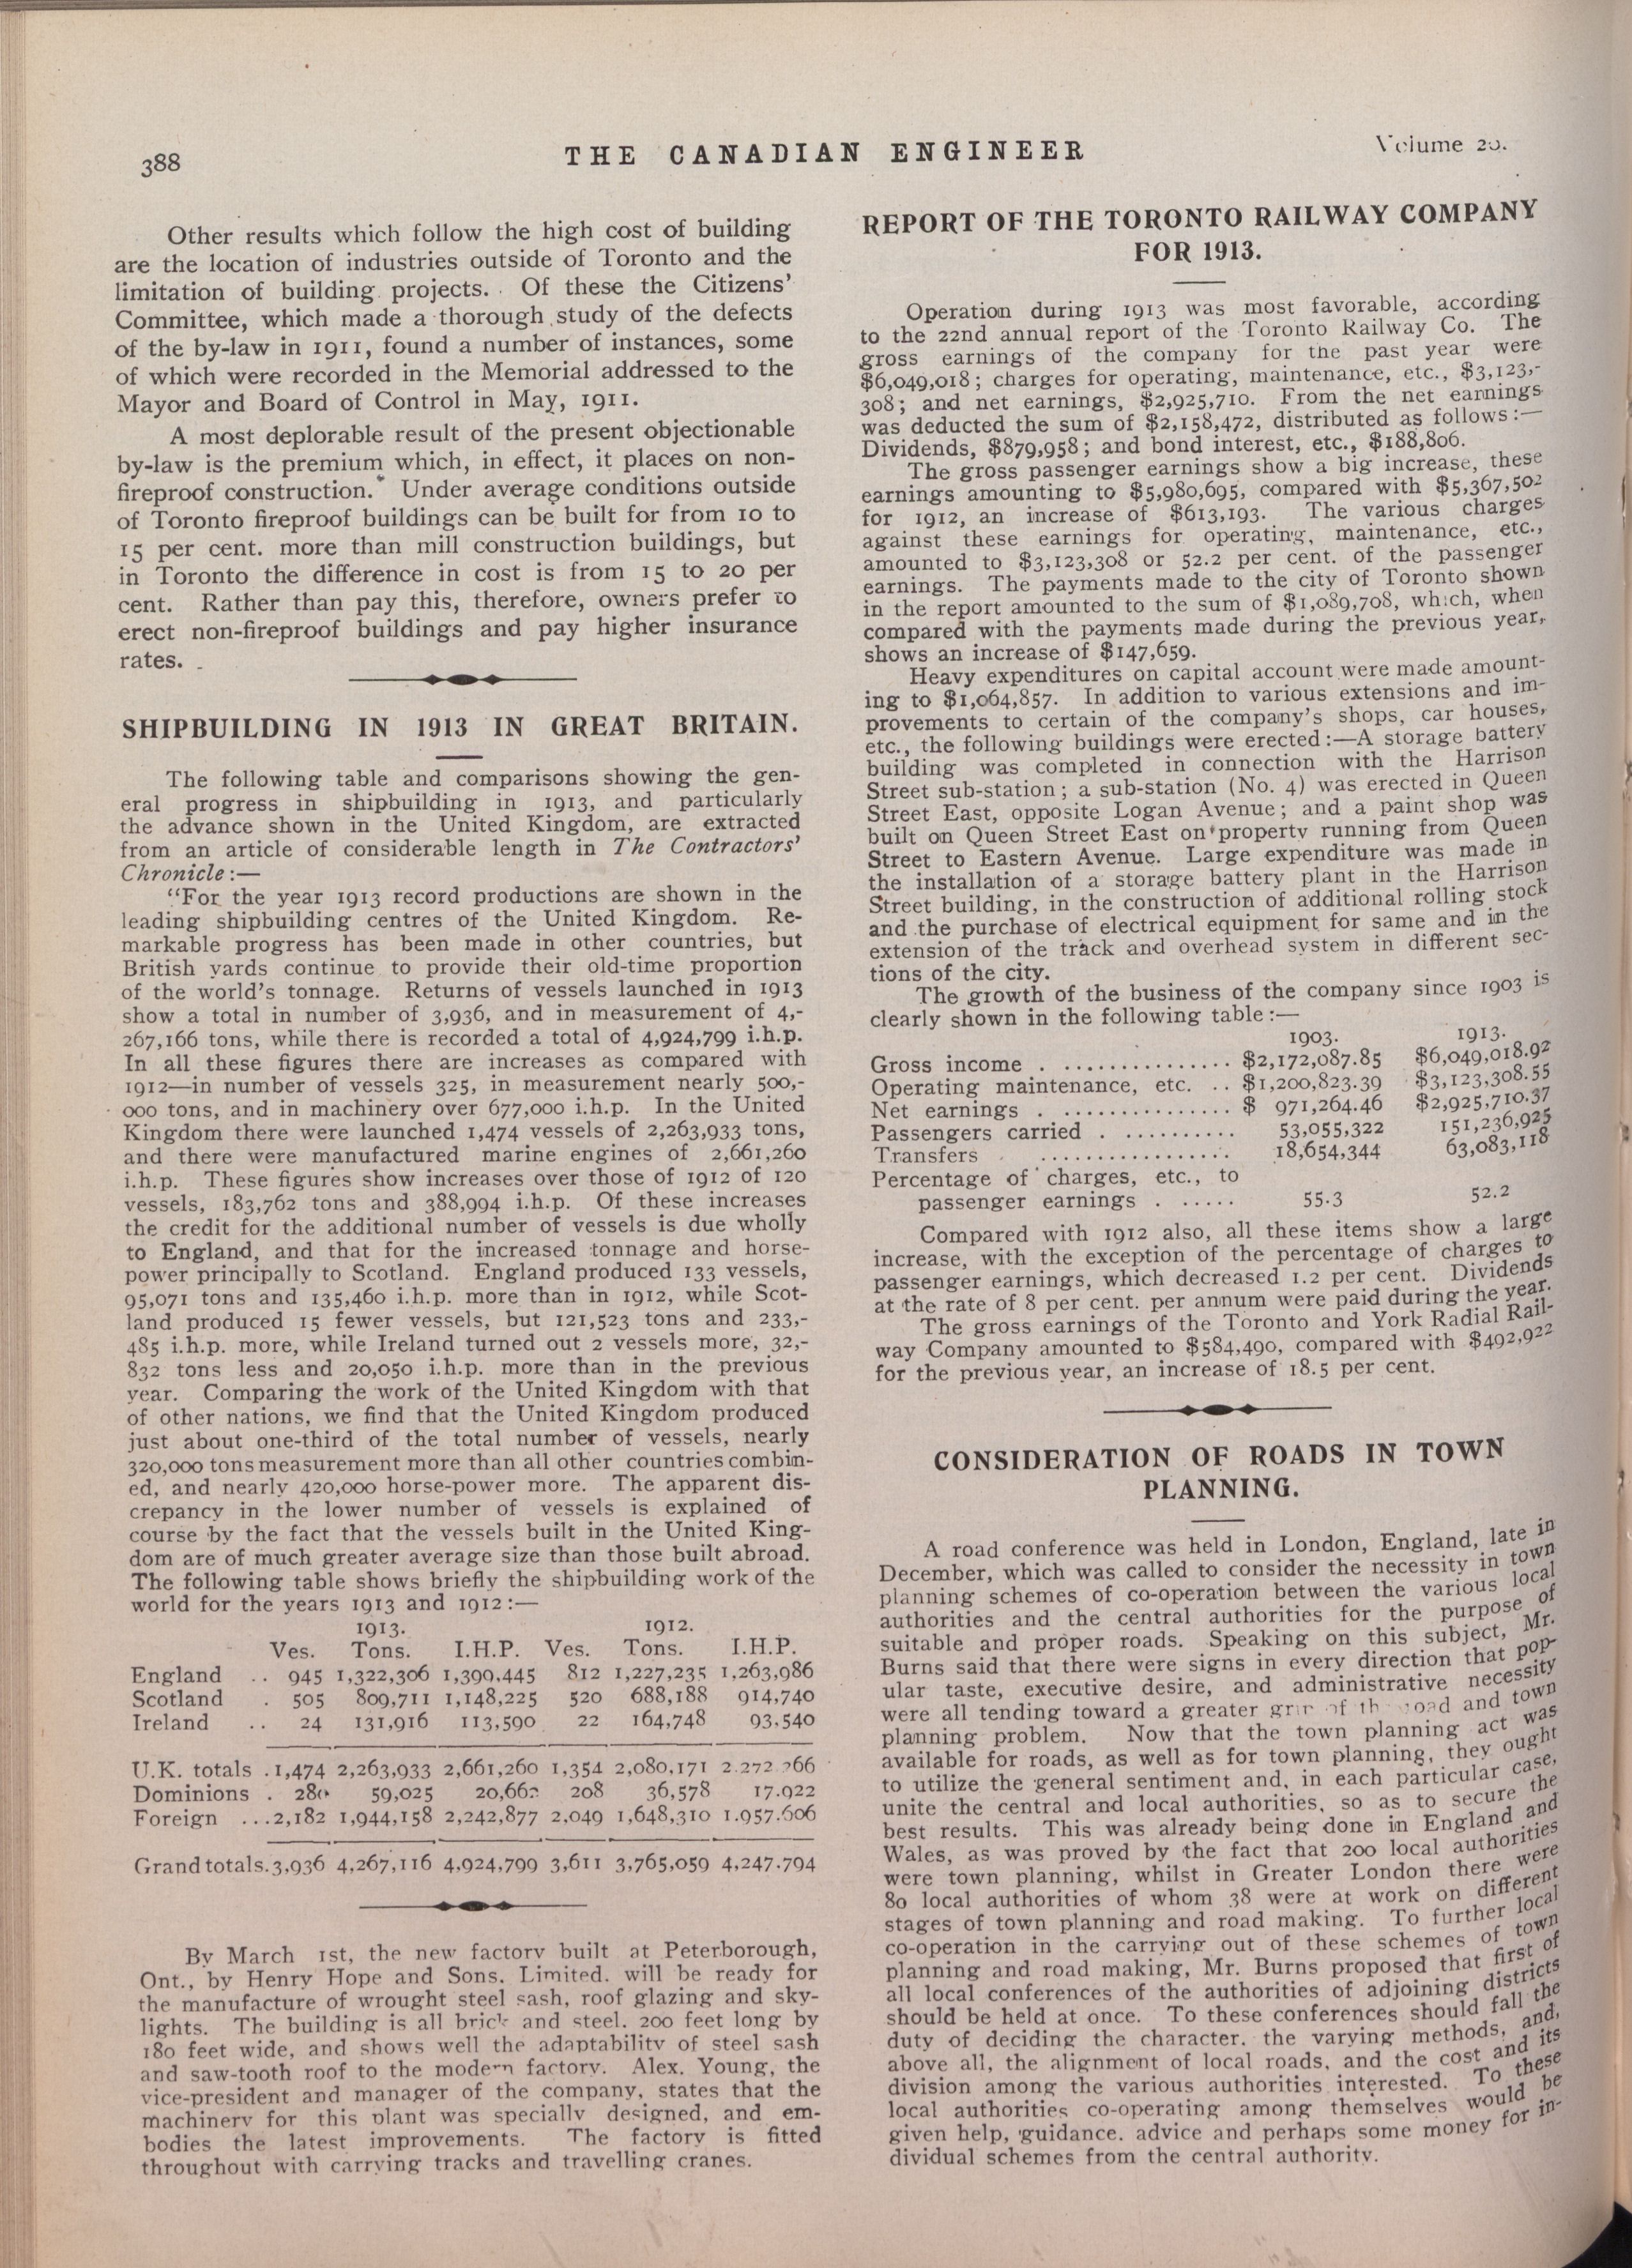 388
THE CANADIAN ENGINEER
Volume 26.
Other results which follow the high cost of building
are the location of industries outside of Toronto and the
limitation of building projects. Of these the Citizens'
Committee, which made a thorough study of the defects
of the by-law in 1911, found a number of instances, some
of which were recorded in the Memorial addressed to the
Mayor and Board of Control in May, 1911.
A most deplorable result of the present objectionable
by-law is the premium which, in effect, it places on non-
fireproof construction. Under average conditions outside
of Toronto fireproof buildings can be built for from 10 to
15 per cent. more than mill construction buildings, but
in Toronto the difference in cost is from 15 to 20 per
cent. Rather than pay this, therefore, owners prefer to
erect non-fireproof buildings and pay higher insurance
rates.
SHIPBUILDING IN 1913 IN GREAT BRITAIN.
The following table and comparisons showing the gen-
eral progress in shipbuilding in 1913, and particularly
the advance shown in the United Kingdom, are extracted
from an article of considerable length in The Contractors'
Chronicle:—
"For the year 1913 record productions are shown in the
leading shipbuilding centres of the United Kingdom. Re-
markable progress has been made in other countries, but
British yards continue to provide their old-time proportion
of the world's tonnage. Returns of vessels launched in 1913
show a total in number of 3,936, and in measurement of 4,-
267,166 tons, while there is recorded a total of 4,924,799 i.h.p.
In all these figures there are increases as compared with
1912—in number of vessels 325, in measurement nearly 500,-
000 tons, and in machinery over 677,000 i.h.p. In the United
Kingdom there were launched 1,474 vessels of 2,263,933 tons,
and there were manufactured marine engines of 2,661,260
i.h.p. These figures show increases over those of 1912 of 120
vessels, 183,762 tons and 388,994 i.h.p. Of these increases
the credit for the additional number of vessels is due wholly
to England, and that for the increased tonnage and horse-
power principally to Scotland. England produced 133 vessels,
95,071 tons and 135,460 i.h.p. more than in 1912, while Scot-
land produced 15 fewer vessels, but 121,523 tons and 233,-
485 i.h.p. more, while Ireland turned out 2 vessels more, 32,-
832 tons less and 20,050 i.h.p. more than in the previous
year. Comparing the work of the United Kingdom with that
of other nations, we find that the United Kingdom produced
just about one-third of the total number of vessels, nearly
320,000 tons measurement more than all other countries combin-
ed, and nearly 420,000 horse-power more. The apparent dis-
crepancy in the lower number of vessels is explained of
course by the fact that the vessels built in the United King-
dom are of much greater average size than those built abroad.
The following table shows briefly the shipbuilding work of the
world for the years 1913 and 1912:—
1913. 1912.
Ves. Tons. I.H.P. Ves. Tons. I.H.P.
England .. 945 1,322,306 1,399,445 812 1,227,235 1,263,986
Scotland . 505 809,711 1,148,225 520 688,188 914,740
Ireland .. 24 131,916 113,590 22 164,748 93,540
U.K. totals .1,474 2,263,933 2,661,260 1,354 2,080,171 2,272,266
Dominions . 280 59,025 20,662 208 36,578 17,922
Foreign ...2,182 1,944,158 2,242,877 2,049 1,648,310 1,957,606
Grand totals.3,936 4,267,116 4,924,799 3,611 3,765,059 4,247,794
By March 1st, the new factory built at Peterborough,
Ont., by Henry Hope and Sons, Limited, will be ready for
the manufacture of wrought steel sash, roof glazing and sky-
lights. The building is all brick and steel, 200 feet long by
180 feet wide, and shows well the adaptability of steel sash
and saw-tooth roof to the modern factory. Alex. Young, the
vice-president and manager of the company, states that the
machinery for this plant was specially designed, and em-
bodies the latest improvements. The factory is fitted
throughout with carrying tracks and travelling cranes.
REPORT OF THE TORONTO RAILWAY COMPANY
FOR 1913.
Operation during 1913 was most favorable, according
to the 22nd annual report of the Toronto Railway Co. The
gross earnings of the company for the past year were
$6,049,018; charges for operating, maintenance, etc., $3,123,-
308; and net earnings, $2,925,710. From the net earnings
was deducted the sum of $2,158,472, distributed as follows:—
Dividends, $879,958; and bond interest, etc., $188,806.
The gross passenger earnings show a big increase, these
earnings amounting to $5,980,695, compared with $5,367,502
for 1912, an increase of $613,193. The various charges
against these earnings for operating, maintenance, etc.,
amounted to $3,123,308 or 52.2 per cent. of the passenger
earnings. The payments made to the city of Toronto shown
in the report amounted to the sum of $1,089,708, which, when
compared with the payments made during the previous year,
shows an increase of $147,659.
Heavy expenditures on capital account were made amount-
ing to $1,064,857. In addition to various extensions and im-
provements to certain of the company's shops, car houses,
etc., the following buildings were erected:—A storage battery
building was completed in connection with the Harrison
Street sub-station; a sub-station (No. 4) was erected in Queen
Street East, opposite Logan Avenue; and a paint shop was
built on Queen Street East on property running from Queen
Street to Eastern Avenue. Large expenditure was made in
the installation of a storage battery plant in the Harrison
Street building, in the construction of additional rolling stock
and the purchase of electrical equipment for same and in the
extension of the track and overhead system in different sec-
tions of the city.
The growth of the business of the company since 1903 is
clearly shown in the following table:—
1903. 1913.
Gross income . .............. $2,172,087.85 $6,049,018.92
Operating maintenance, etc. .. $1,200,823.39 $3,123,308.55
Net earnings . ............... $ 971,264.46 $2,925,710.37
Passengers carried . .......... 53,055,322 151,236,925
Transfers ................. 18,654,344 63,083,118
Percentage of charges, etc., to
passenger earnings . ..... 55.3 52.2
Compared with 1912 also, all these items show a large
increase, with the exception of the percentage of charges to
passenger earnings, which decreased 1.2 per cent. Dividends
at the rate of 8 per cent. per annum were paid during the year.
The gross earnings of the Toronto and York Radial Rail-
way Company amounted to $584,490, compared with $492,922
for the previous year, an increase of 18.5 per cent.
CONSIDERATION OF ROADS IN TOWN
PLANNING.
A road conference was held in London, England, late in
December, which was called to consider the necessity in town
planning schemes of co-operation between the various local
authorities and the central authorities for the purpose of
suitable and proper roads. Speaking on this subject, Mr.
Burns said that there were signs in every direction that pop-
ular taste, executive desire, and administrative necessity
were all tending toward a greater grip of the road and town
planning problem. Now that the town planning act was
available for roads, as well as for town planning, they ought
to utilize the general sentiment and, in each particular case,
unite the central and local authorities, so as to secure the
best results. This was already being done in England and
Wales, as was proved by the fact that 200 local authorities
were town planning, whilst in Greater London there were
80 local authorities of whom 38 were at work on different
stages of town planning and road making. To further local
co-operation in the carrying out of these schemes of town
planning and road making, Mr. Burns proposed that first of
all local conferences of the authorities of adjoining districts
should be held at once. To these conferences should fall the
duty of deciding the character, the varying methods, and,
above all, the alignment of local roads, and the cost and its
division among the various authorities interested. To these
local authorities co-operating among themselves would be
given help, guidance, advice and perhaps some money for in-
dividual schemes from the central authority.